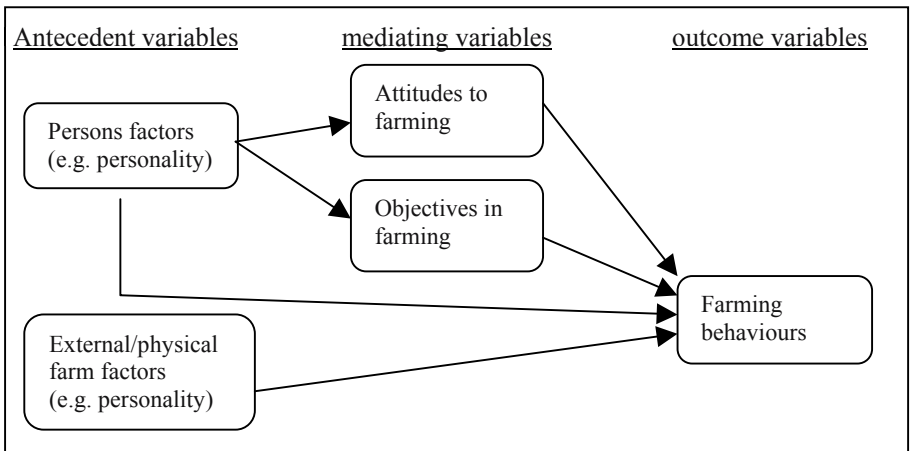 Antecedent variables
mediating variables
outcome variables
Attitudes to
farming
Persons factors
(e.g. personality)
Objectives in
farming
Farming
behaviours
External/physical
farm factors
(e.g. personality)